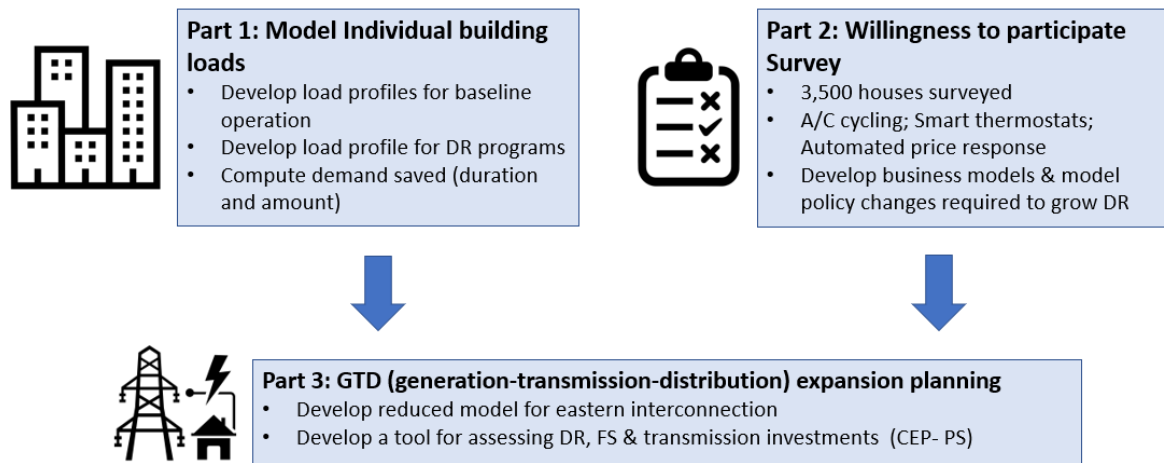 Part 1: Model Individual building
loads
• Develop load profiles for baseline
operation
• Develop load profile for DR programs
• Compute demand saved (duration
and amount)
Part 2: Willingness to participate
Survey
• 3,500 houses surveyed
• A/C cycling; Smart thermostats;
Automated price response
• Develop business models & model
policy changes required to grow DR
Part 3: GTD (generation-transmission-distribution) expansion planning
• Develop reduced model for eastern interconnection
• Develop a tool for assessing DR, FS & transmission investments (CEP- PS)